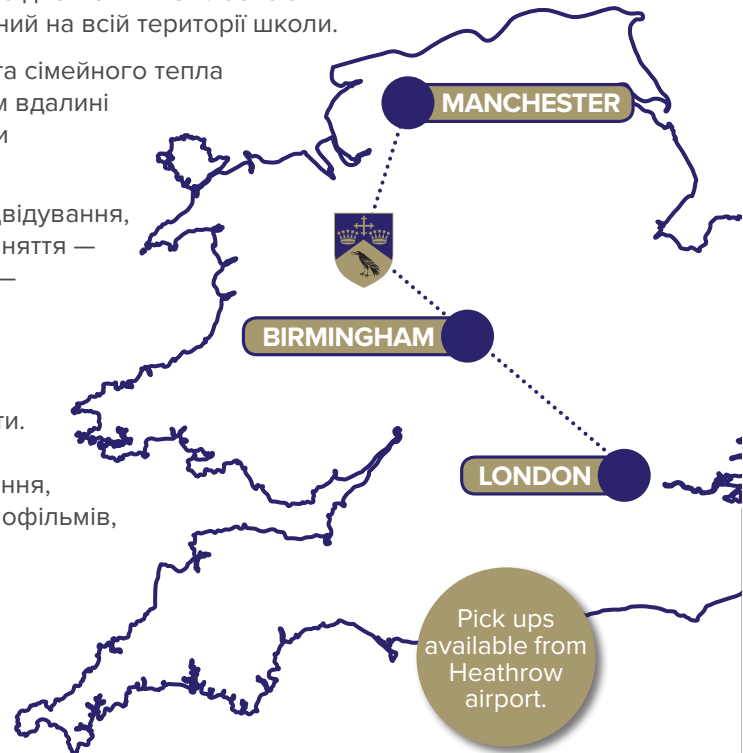 ний на всій території школи.
та сімейного тепла
м вдалині
и
відування,
няття —
—
ти.
ння,
офільмів,
MANCHESTER
BIRMINGHAM
LONDON
Pick ups
available from
Heathrow
airport.